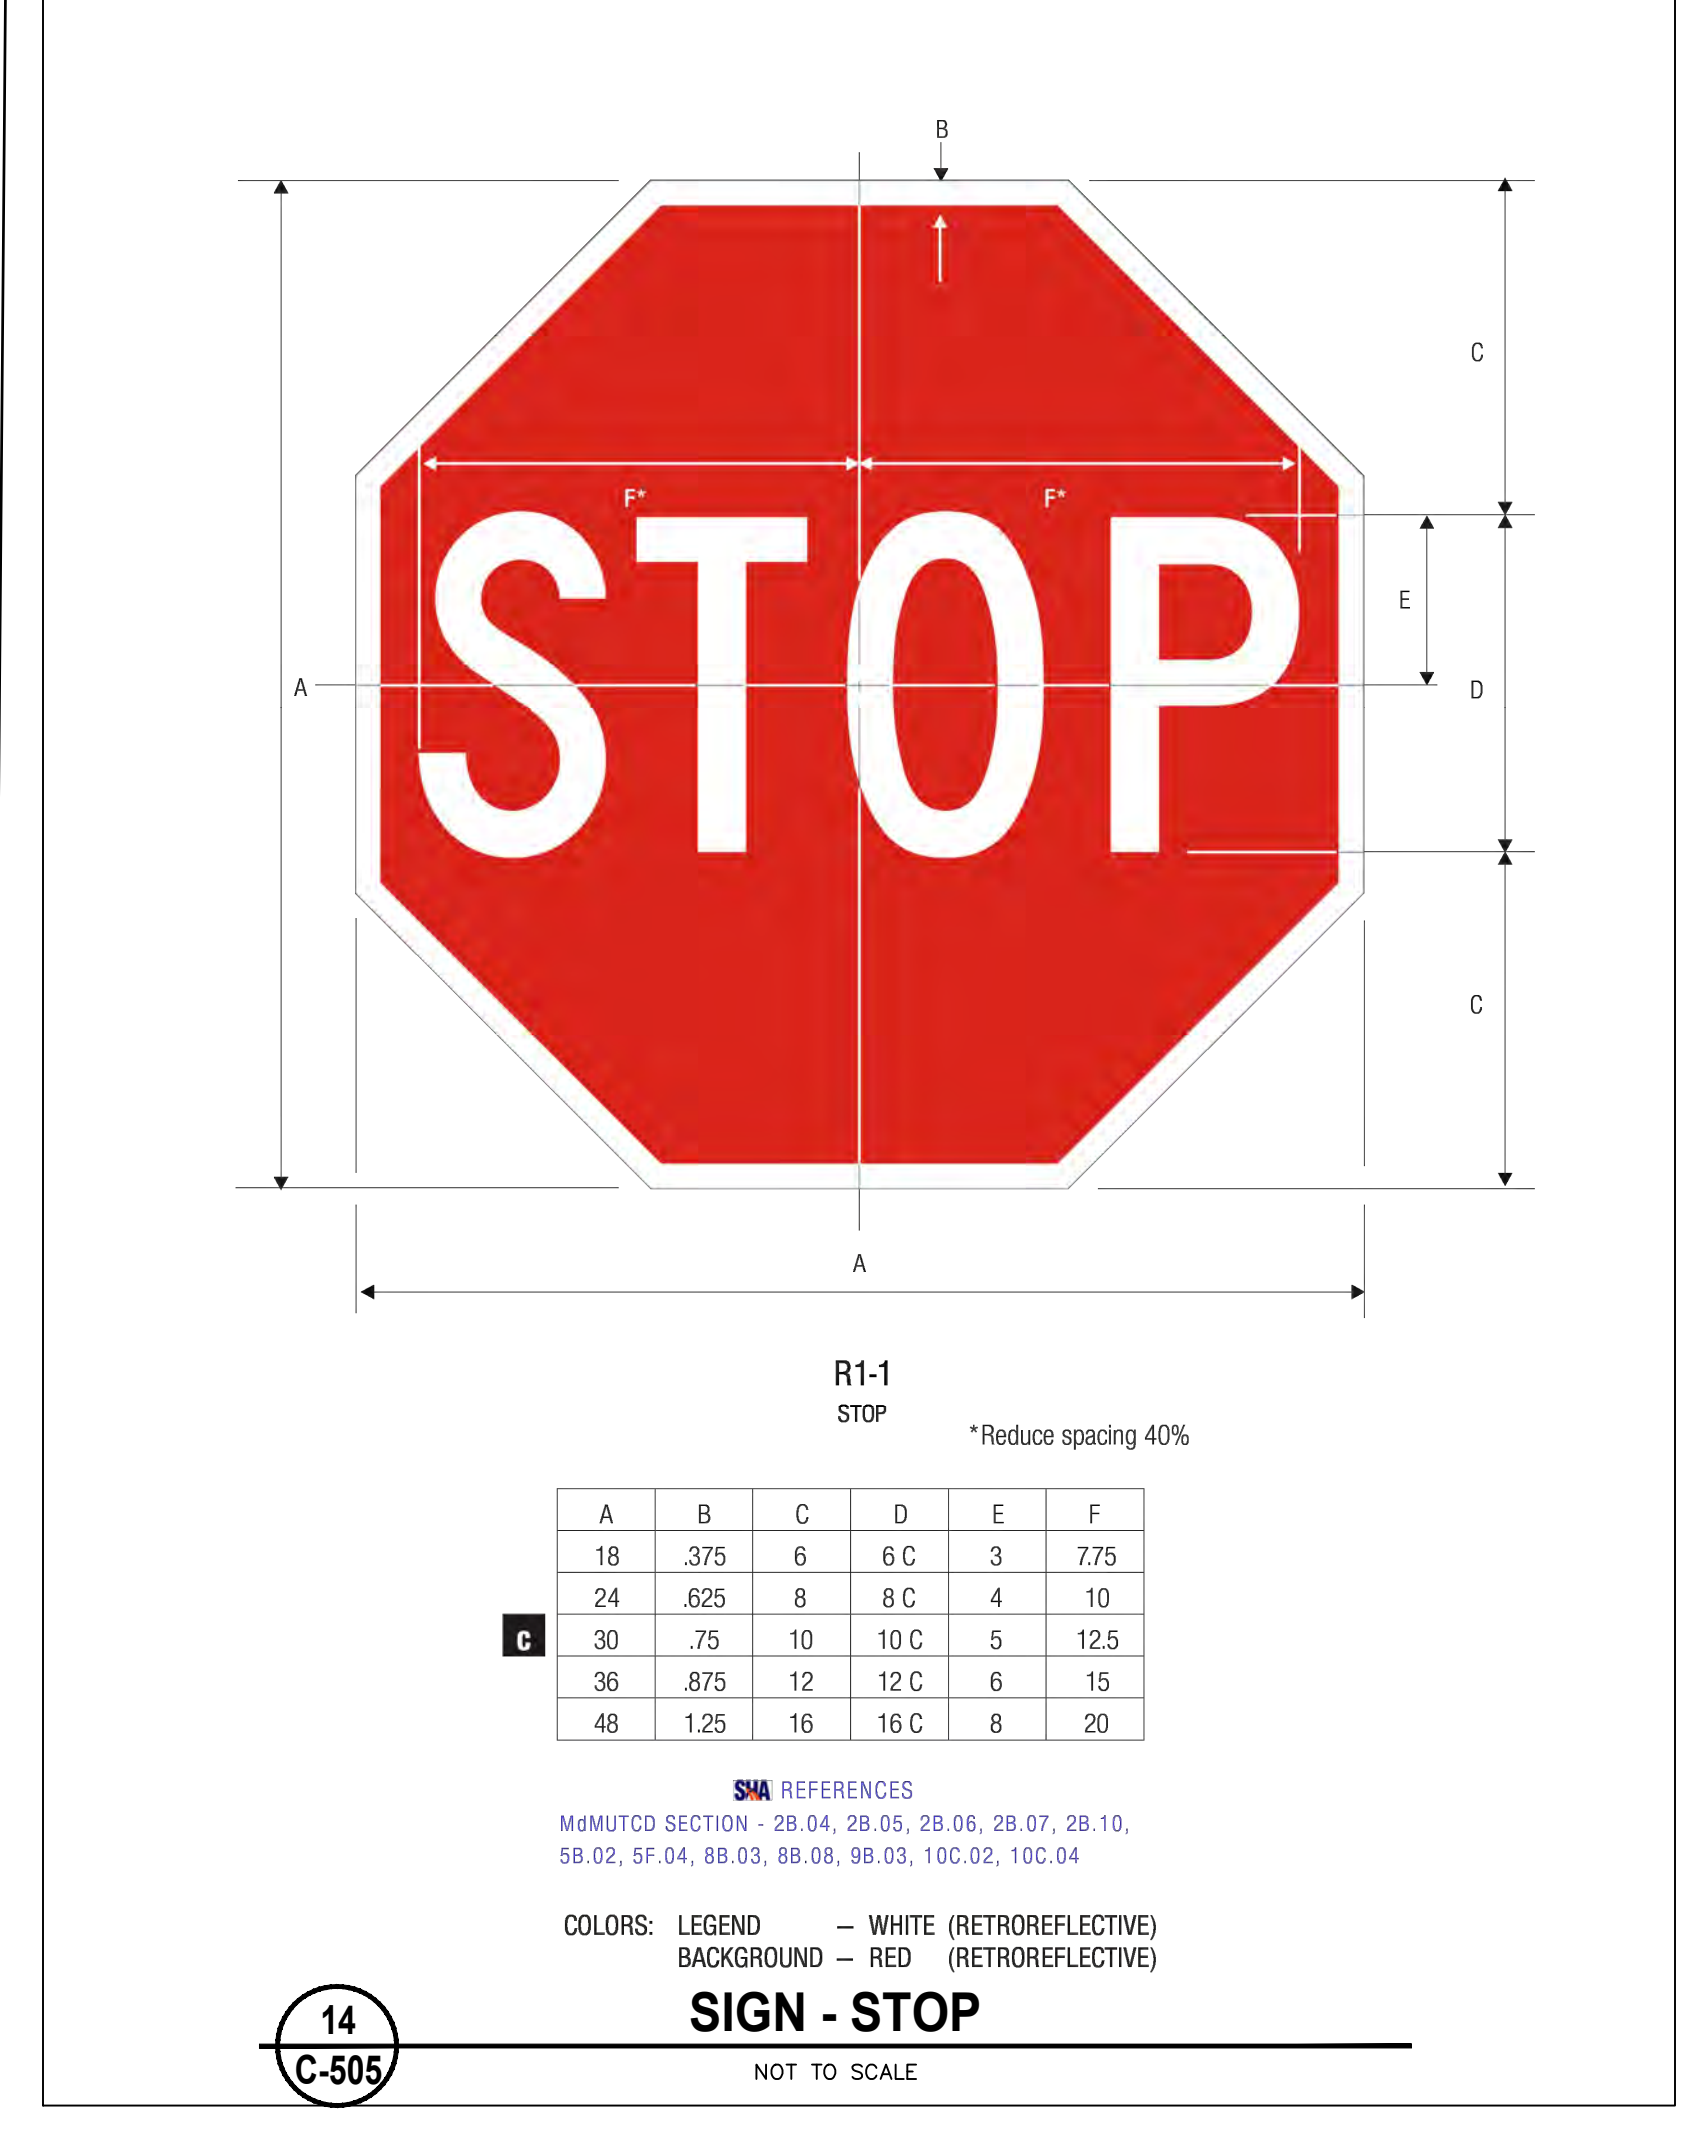 B
C
F* F*
STOP
E
A
D
C
A
R1-1
STOP
*Reduce spacing 40%
A B C D E F
18 .375 6 6 C 3 7.75
24 .625 8 8 C 4 10
c 30 .75 10 10 C 5 12.5
36 .875 12 12 C 6 15
48 1.25 16 16 C 8 20
SHA REFERENCES
MdMUTCD SECTION - 2B.04, 2B.05, 2B.06, 2B.07, 2B.10,
5B.02, 5F.04, 8B.03, 8B.08, 9B.03, 10C.02, 10C.04
COLORS: LEGEND – WHITE (RETROREFLECTIVE)
BACKGROUND – RED (RETROREFLECTIVE)
14 SIGN - STOP
C-505 NOT TO SCALE